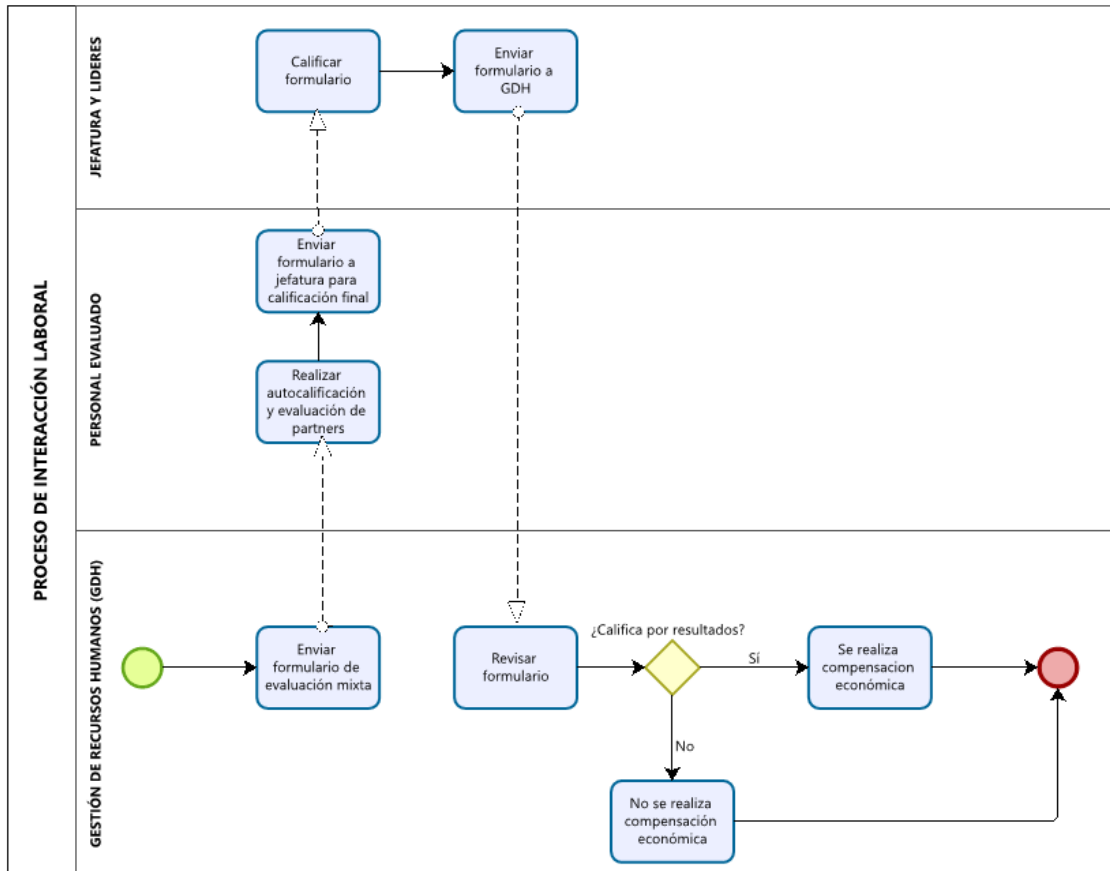 PROCESO DE INTERACCIÓN LABORAL
JEFATURA Y LIDERES
Calificar
formulario
Enviar
formulario a
GDH
PERSONAL EVALUADO
Enviar
formulario a
jefatura para
calificación final
Realizar
autocalificación
y evaluación de
partners
GESTIÓN DE RECURSOS HUMANOS (GDH)
Enviar
formulario de
evaluación mixta
Revisar
formulario
¿Califica por resultados?
Sí
Se realiza
compensacion
económica
No
No se realiza
compensación
económica